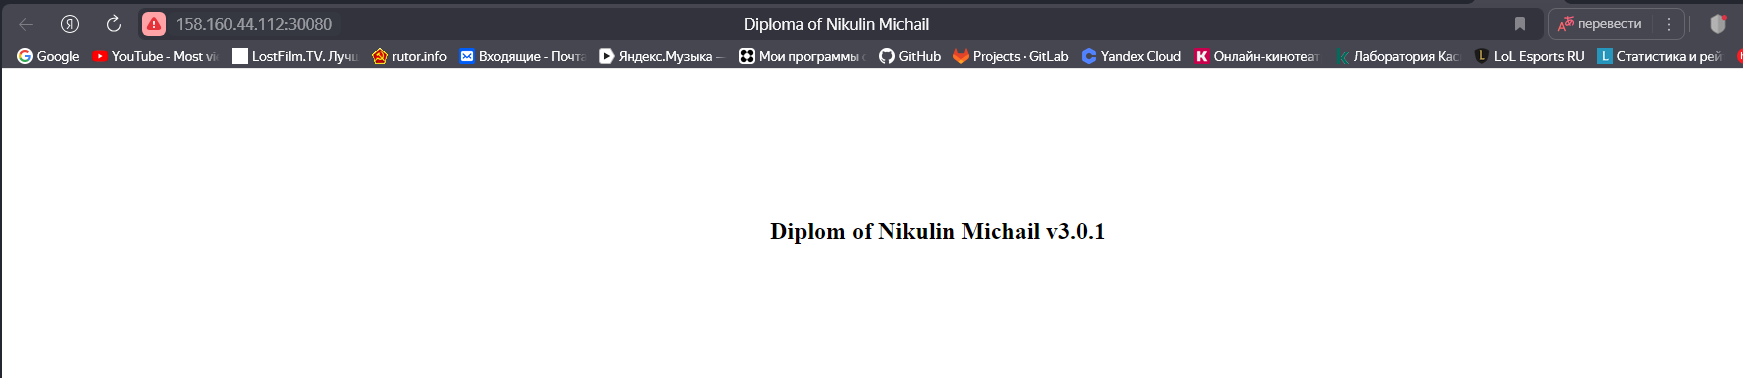 158.160.44.112:30080 Diploma of Nikulin Michail перевести
Google YouTube - Most LostFilm.TV. rutor.info Входящие - Почта Яндекс.Музыка — Мои программы GitHub Projects · GitLab Yandex Cloud Онлайн-кинотеат Лаборатория Кас LoL Esports RU Статистика и рей
Diplom of Nikulin Michail v3.0.1